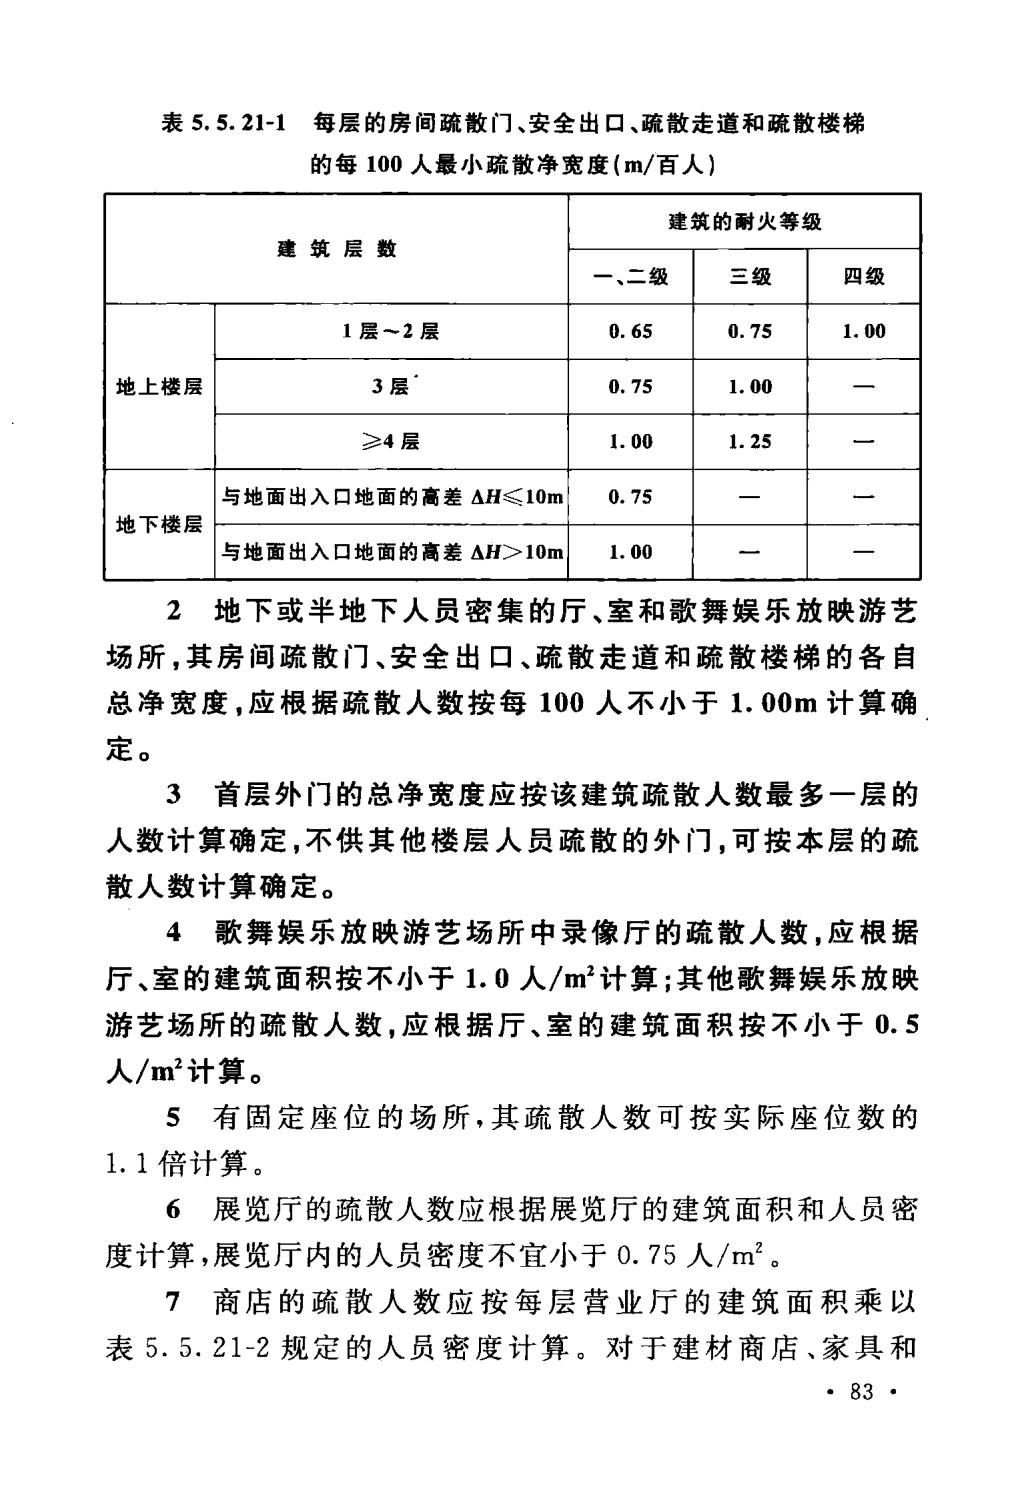 表 5. 5. 21-1 每层的房间疏散门、安全出口、疏散走道和疏散楼梯
的每 100 人最小疏散净宽度(m/百人)
建筑层数 建筑的耐火等级
一、二级 三级 四级
地上楼层 1层~2层 0. 65 0. 75 1. 00
3层 0. 75 1. 00 —
≥4层 1. 00 1. 25 —
地下楼层 与地面出入口地面的高差 ΔH≤10m 0. 75 — —
与地面出入口地面的高差 ΔH>10m 1. 00 — —
2 地下或半地下人员密集的厅、室和歌舞娱乐放映游艺
场所,其房间疏散门、安全出口、疏散走道和疏散楼梯的各自
总净宽度,应根据疏散人数按每 100 人不小于 1. 00m 计算确
定。
3 首层外门的总净宽度应按该建筑疏散人数最多一层的
人数计算确定,不供其他楼层人员疏散的外门,可按本层的疏
散人数计算确定。
4 歌舞娱乐放映游艺场所中录像厅的疏散人数,应根据
厅、室的建筑面积按不小于 1. 0 人/m²计算;其他歌舞娱乐放映
游艺场所的疏散人数,应根据厅、室的建筑面积按不小于 0. 5
人/m²计算。
5 有固定座位的场所,其疏散人数可按实际座位数的
1. 1 倍计算。
6 展览厅的疏散人数应根据展览厅的建筑面积和人员密
度计算,展览厅内的人员密度不宜小于 0. 75 人/m²。
7 商店的疏散人数应按每层营业厅的建筑面积乘以
表 5. 5. 21-2 规定的人员密度计算。对于建材商店、家具和
· 83 ·